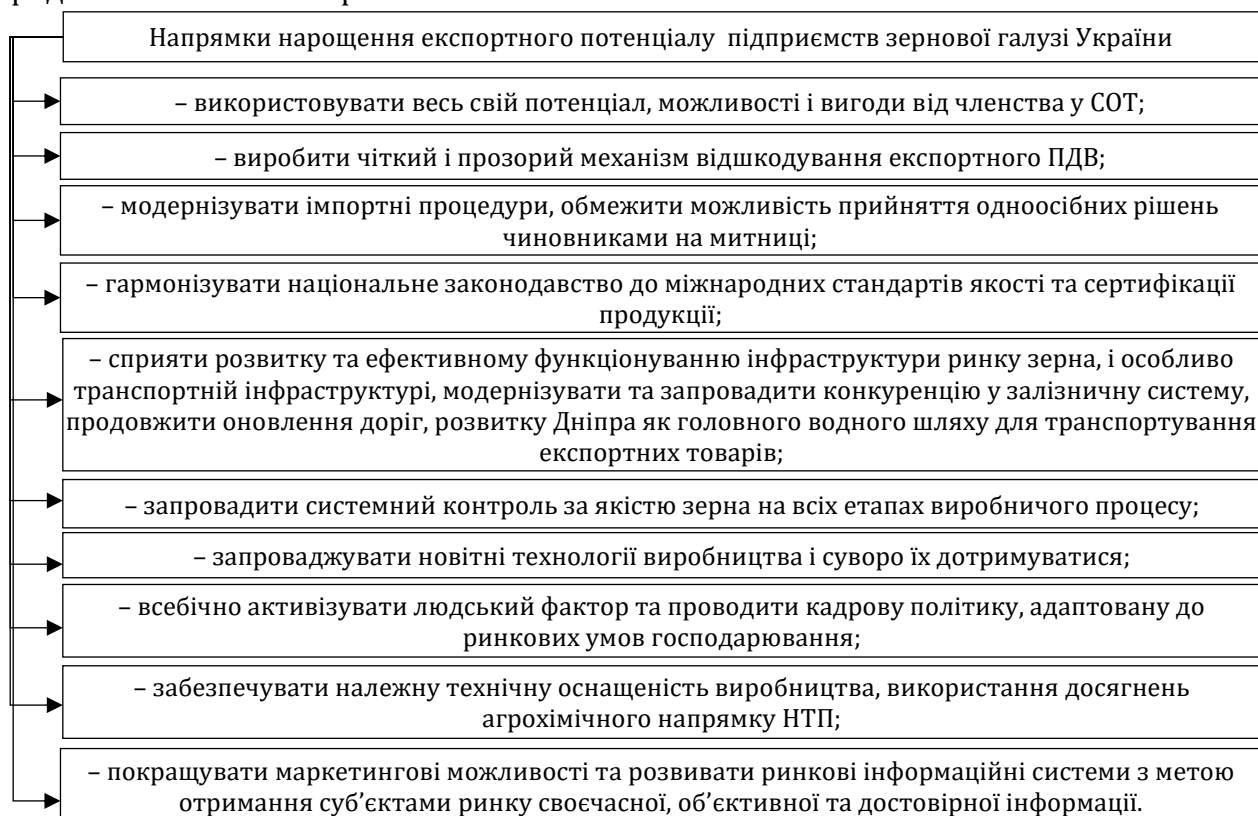 Напрямки нарощення експортного потенціалу підприємств зернової галузі України
– використовувати весь свій потенціал, можливості і вигоди від членства у СОТ;
– виробити чіткий і прозорий механізм відшкодування експортного ПДВ;
– модернізувати імпортні процедури, обмежити можливість прийняття одноосібних рішень
чиновниками на митниці;
– гармонізувати національне законодавство до міжнародних стандартів якості та сертифікації
продукції;
– сприяти розвитку та ефективному функціонуванню інфраструктури ринку зерна, і особливо
транспортній інфраструктурі, модернізувати та запровадити конкуренцію у залізничну систему,
продовжити оновлення доріг, розвитку Дніпра як головного водного шляху для транспортування
експортних товарів;
– запровадити системний контроль за якістю зерна на всіх етапах виробничого процесу;
– запроваджувати новітні технології виробництва і суворо їх дотримуватися;
– всебічно активізувати людський фактор та проводити кадрову політику, адаптовану до
ринкових умов господарювання;
– забезпечувати належну технічну оснащеність виробництва, використання досягнень
агрохімічного напрямку НТП;
– покращувати маркетингові можливості та розвивати ринкові інформаційні системи з метою
отримання суб’єктами ринку своєчасної, об’єктивної та достовірної інформації.